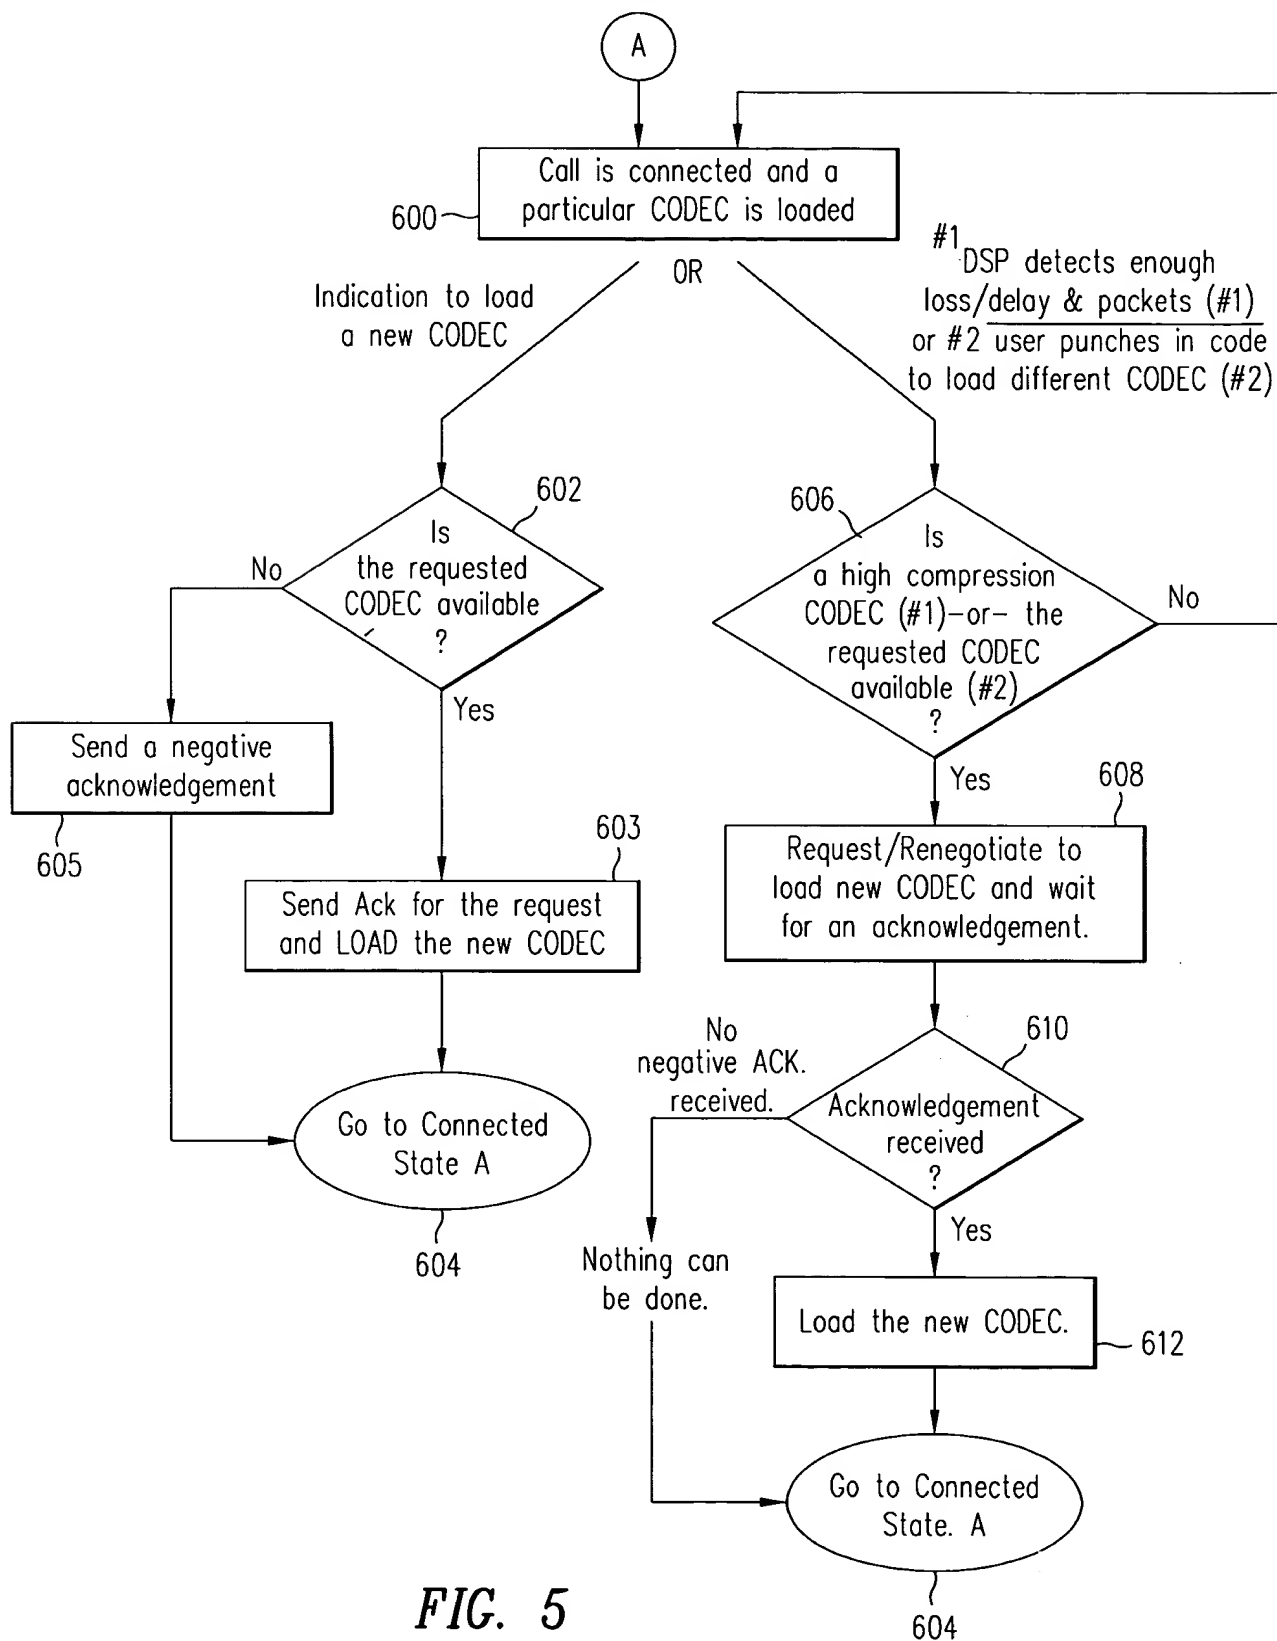 A
Call is connected and a
particular CODEC is loaded
600
OR
Indication to load
a new CODEC
#1
DSP detects enough
loss/delay & packets (#1)
or #2 user punches in code
to load different CODEC (#2)
602
Is
the requested
CODEC available
?
No
Yes
606
Is
a high compression
CODEC (#1)-or- the
requested CODEC
available (#2)
?
No
Yes
Send a negative
acknowledgement
605
603
Send Ack for the request
and LOAD the new CODEC
608
Request/Renegotiate to
load new CODEC and wait
for an acknowledgement.
No
negative ACK.
received.
610
Acknowledgement
received
?
Yes
Go to Connected
State A
604
Nothing can
be done.
Load the new CODEC.
612
Go to Connected
State. A
604
FIG. 5